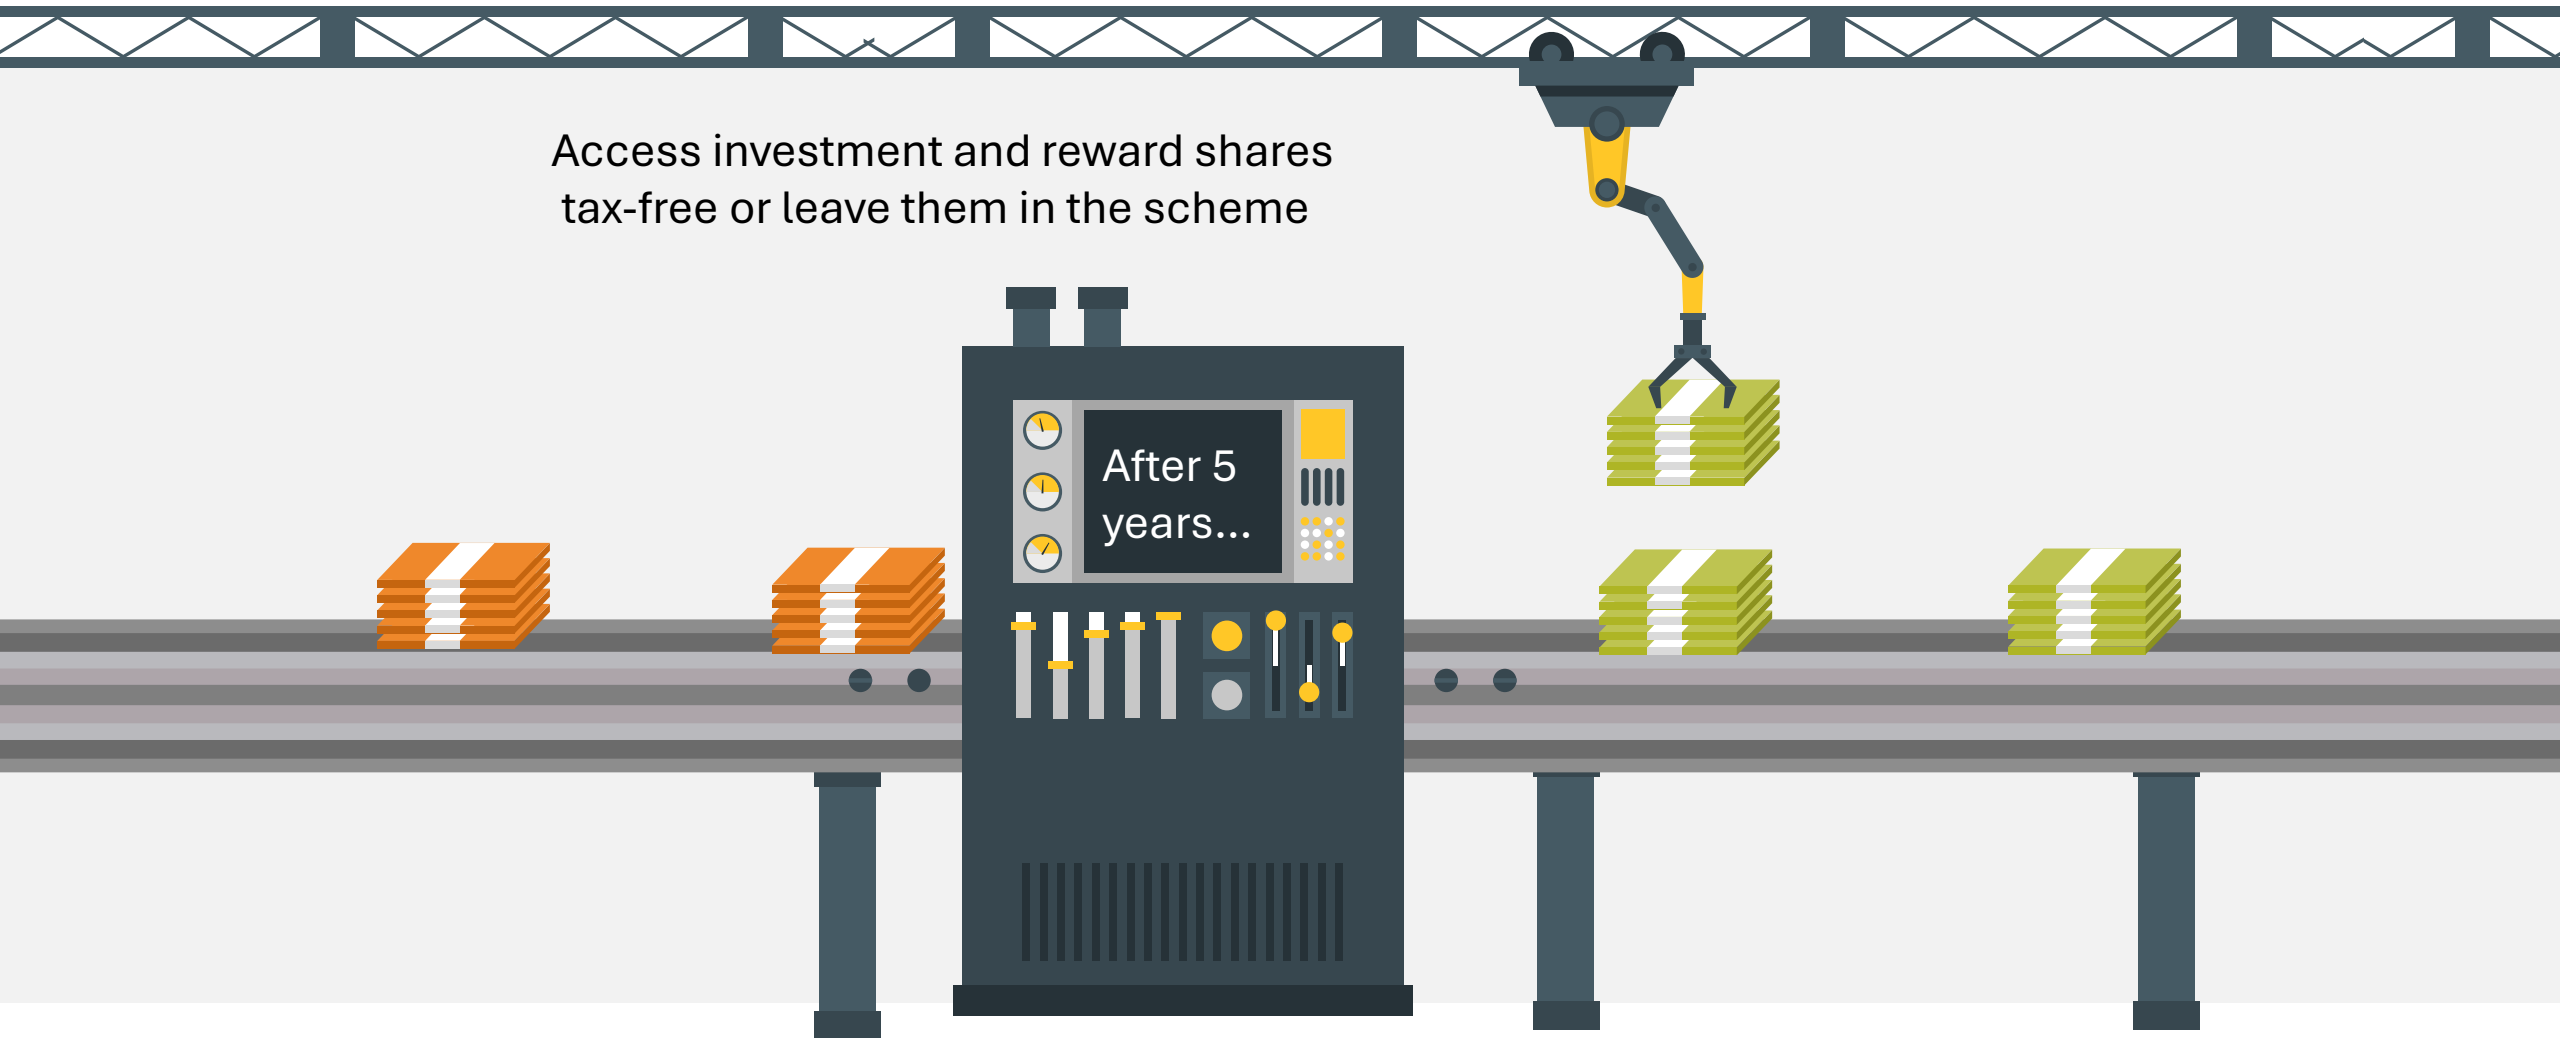 Access investment and reward shares
tax-free or leave them in the scheme
After 5
years...